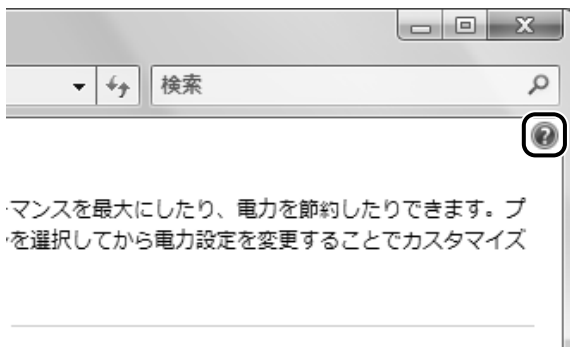 検索
ーマンスを最大にしたり、電力を節約したりできます。プ
を選択してから電力設定を変更することでカスタマイズ